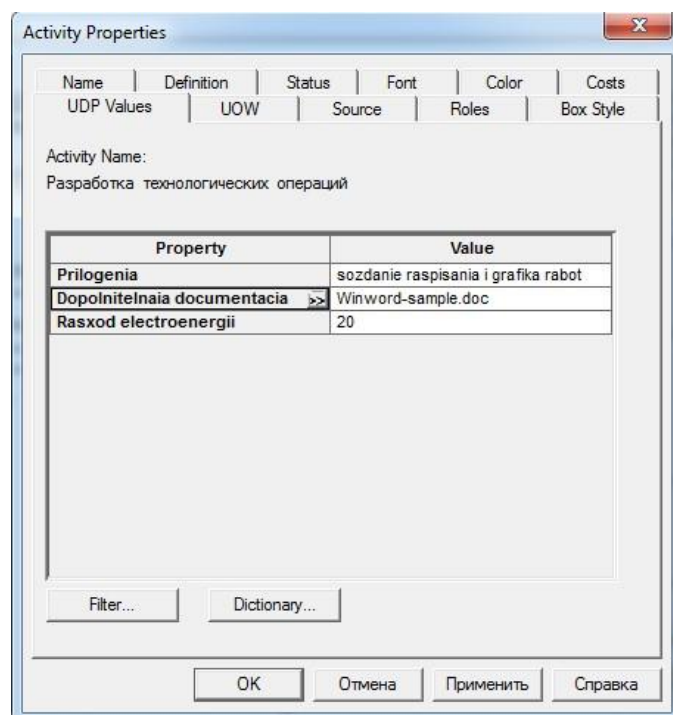 Activity Properties
Name Definition Status Font Color Costs
UDP Values UOW Source Roles Box Style
Activity Name:
Разработка технологических операций
Property Value
Prilogenia sozdanie raspisania i grafika rabot
Dopolnitelnaia documentacia >> Winword-sample.doc
Rasxod electroenergii 20
Filter... Dictionary...
OK Отмена Применить Справка